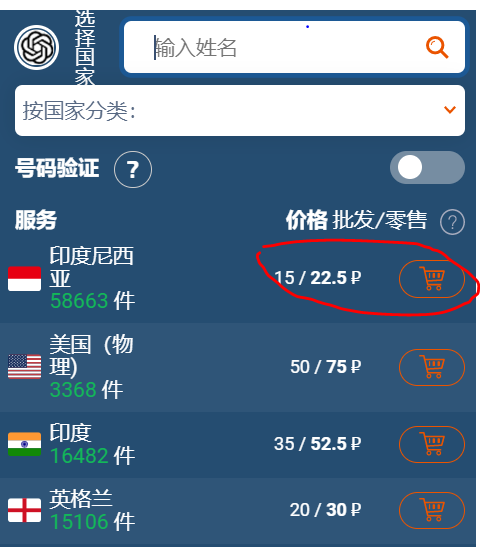 选择国家
输入姓名
按国家分类:
号码验证 ?
服务 价格 批发/零售 ?
印度尼西
亚
15 / 22.5 ₽
58663 件
美国（物
理)
50 / 75 ₽
3368 件
印度
35 / 52.5 ₽
16482 件
英格兰
20 / 30 ₽
15106 件